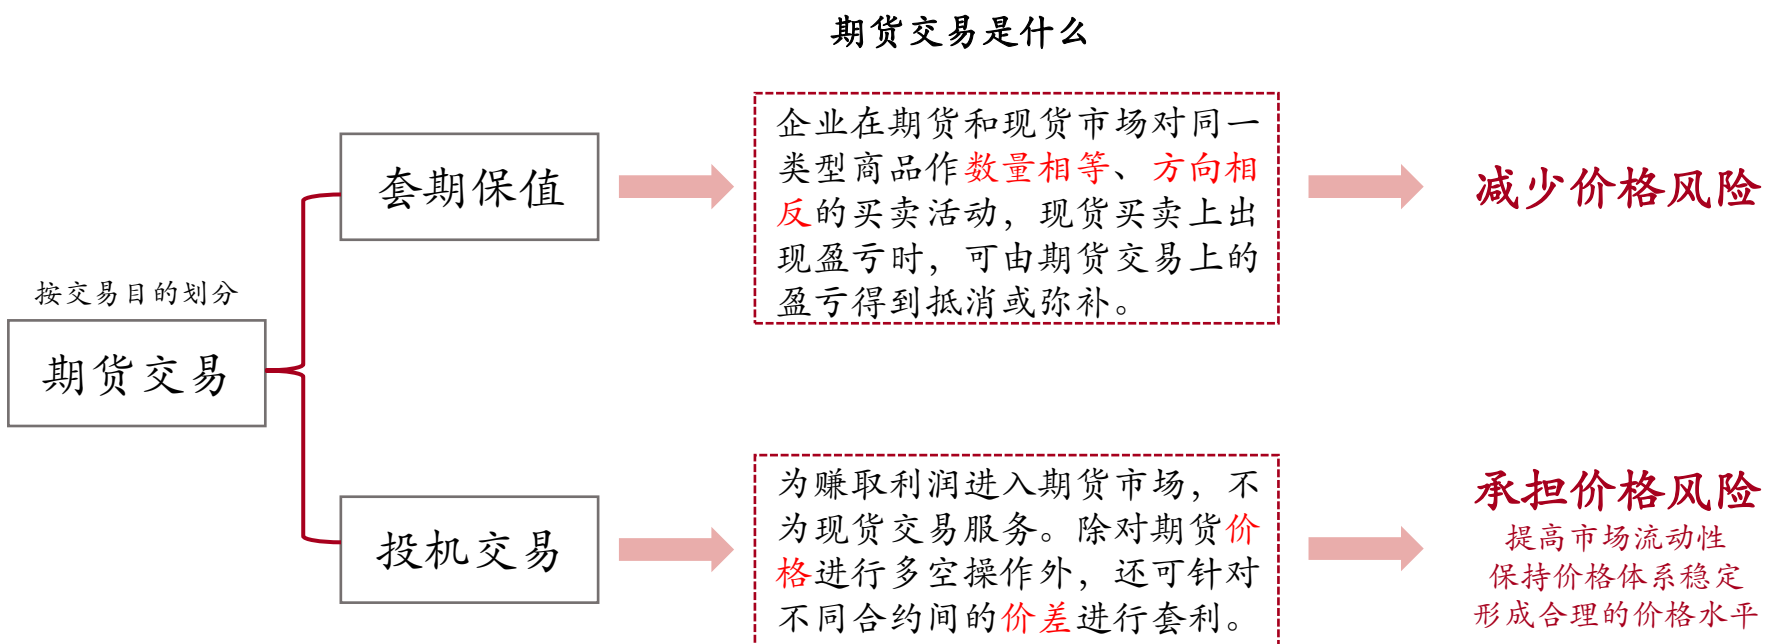 期货交易是什么
按交易目的划分
期货交易
套期保值
企业在期货和现货市场对同一
类型商品作数量相等、方向相
反的买卖活动，现货买卖上出
现盈亏时，可由期货交易上的
盈亏得到抵消或弥补。
减少价格风险
投机交易
为赚取利润进入期货市场，不
为现货交易服务。除对期货价
格进行多空操作外，还可针对
不同合约间的价差进行套利。
承担价格风险
提高市场流动性
保持价格体系稳定
形成合理的价格水平